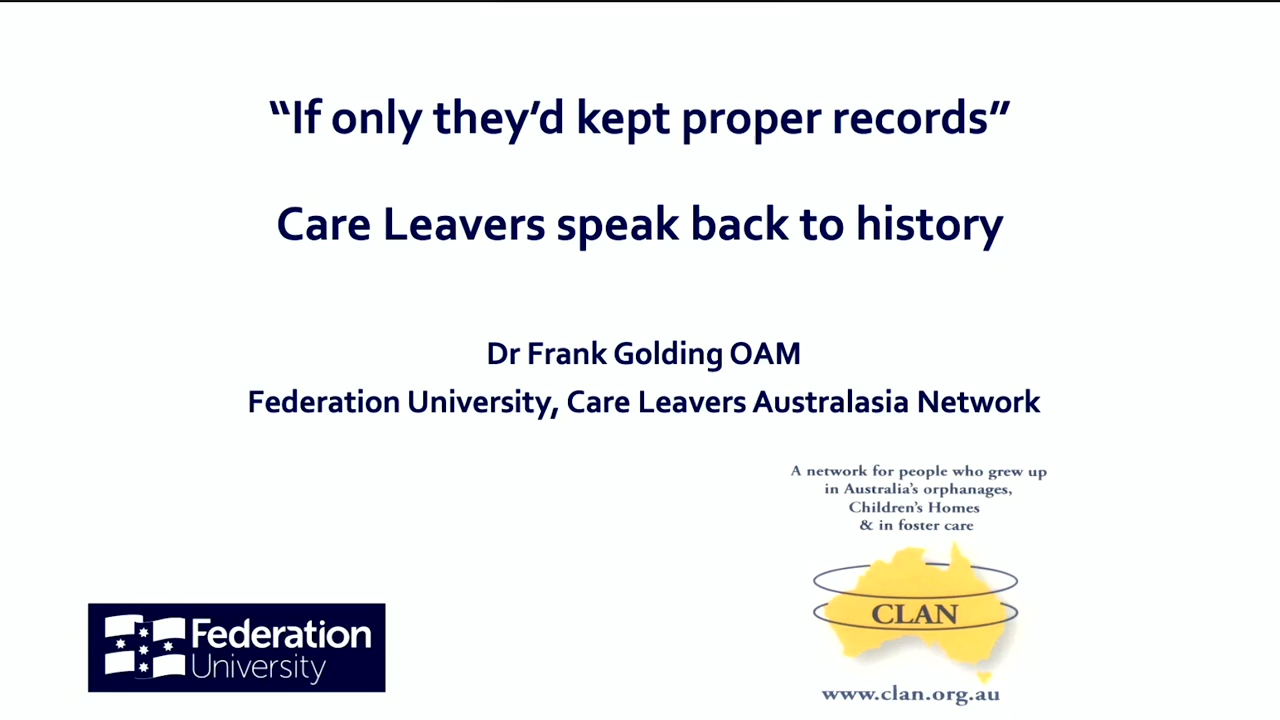 “If only they’d kept proper records”
Care Leavers speak back to history
Dr Frank Golding OAM
Federation University, Care Leavers Australasia Network
A network for people who grew up
in Australia’s orphanages,
Children’s Homes
& in foster care
CLAN
www.clan.org.au
Federation
University